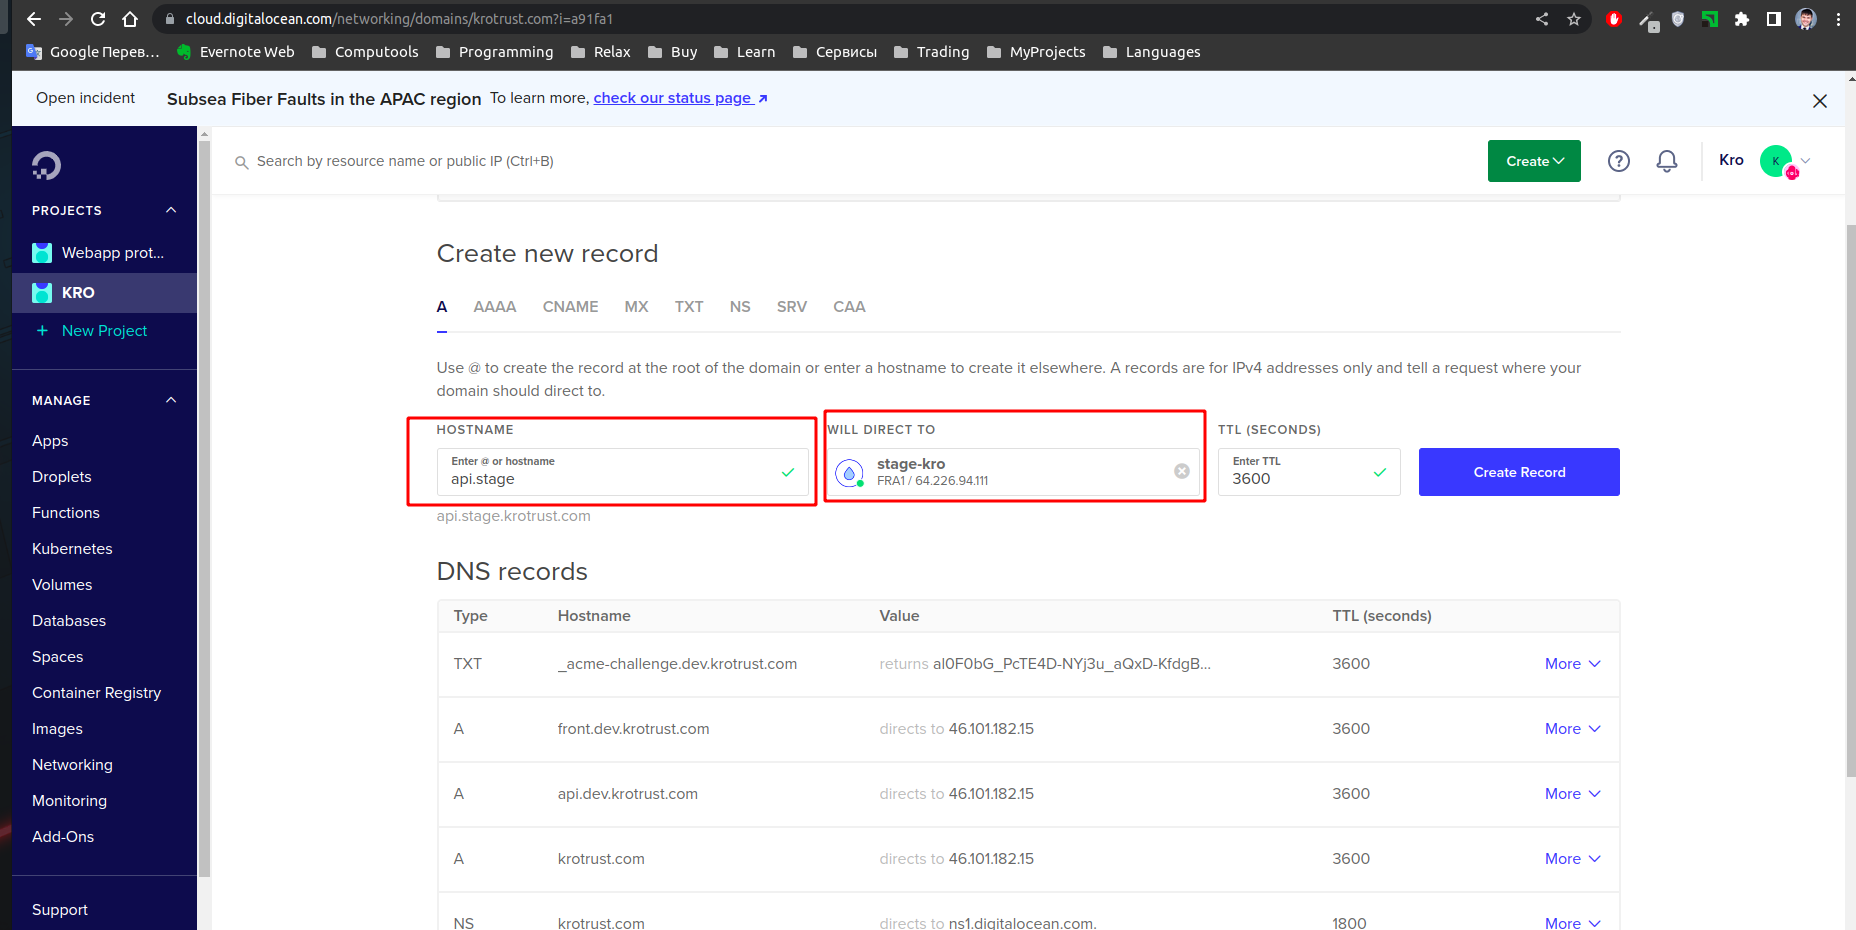 cloud.digitalocean.com/networking/domains/krotrust.com?i=a91fa1
Google Перев... Evernote Web Computools Programming Relax Buy Learn Сервисы Trading MyProjects Languages
Open incident Subsea Fiber Faults in the APAC region To learn more, check our status page
Search by resource name or public IP (Ctrl+B)
Create
Kro
K
PROJECTS
Webapp prot...
KRO
+ New Project
MANAGE
Apps
Droplets
Functions
Kubernetes
Volumes
Databases
Spaces
Container Registry
Images
Networking
Monitoring
Add-Ons
Support
Create new record
A AAAA CNAME MX TXT NS SRV CAA
Use @ to create the record at the root of the domain or enter a hostname to create it elsewhere. A records are for IPv4 addresses only and tell a request where your
domain should direct to.
HOSTNAME WILL DIRECT TO TTL (SECONDS)
Enter @ or hostname
api.stage
stage-kro
FRA1 / 64.226.94.111
Enter TTL
3600
Create Record
api.stage.krotrust.com
DNS records
Type Hostname Value TTL (seconds)
TXT _acme-challenge.dev.krotrust.com returns al0F0bG_PcTE4D-NYj3u_aQxD-KfdgB... 3600 More
A front.dev.krotrust.com directs to 46.101.182.15 3600 More
A api.dev.krotrust.com directs to 46.101.182.15 3600 More
A krotrust.com directs to 46.101.182.15 3600 More
NS krotrust.com directs to ns1.digitalocean.com. 1800 More